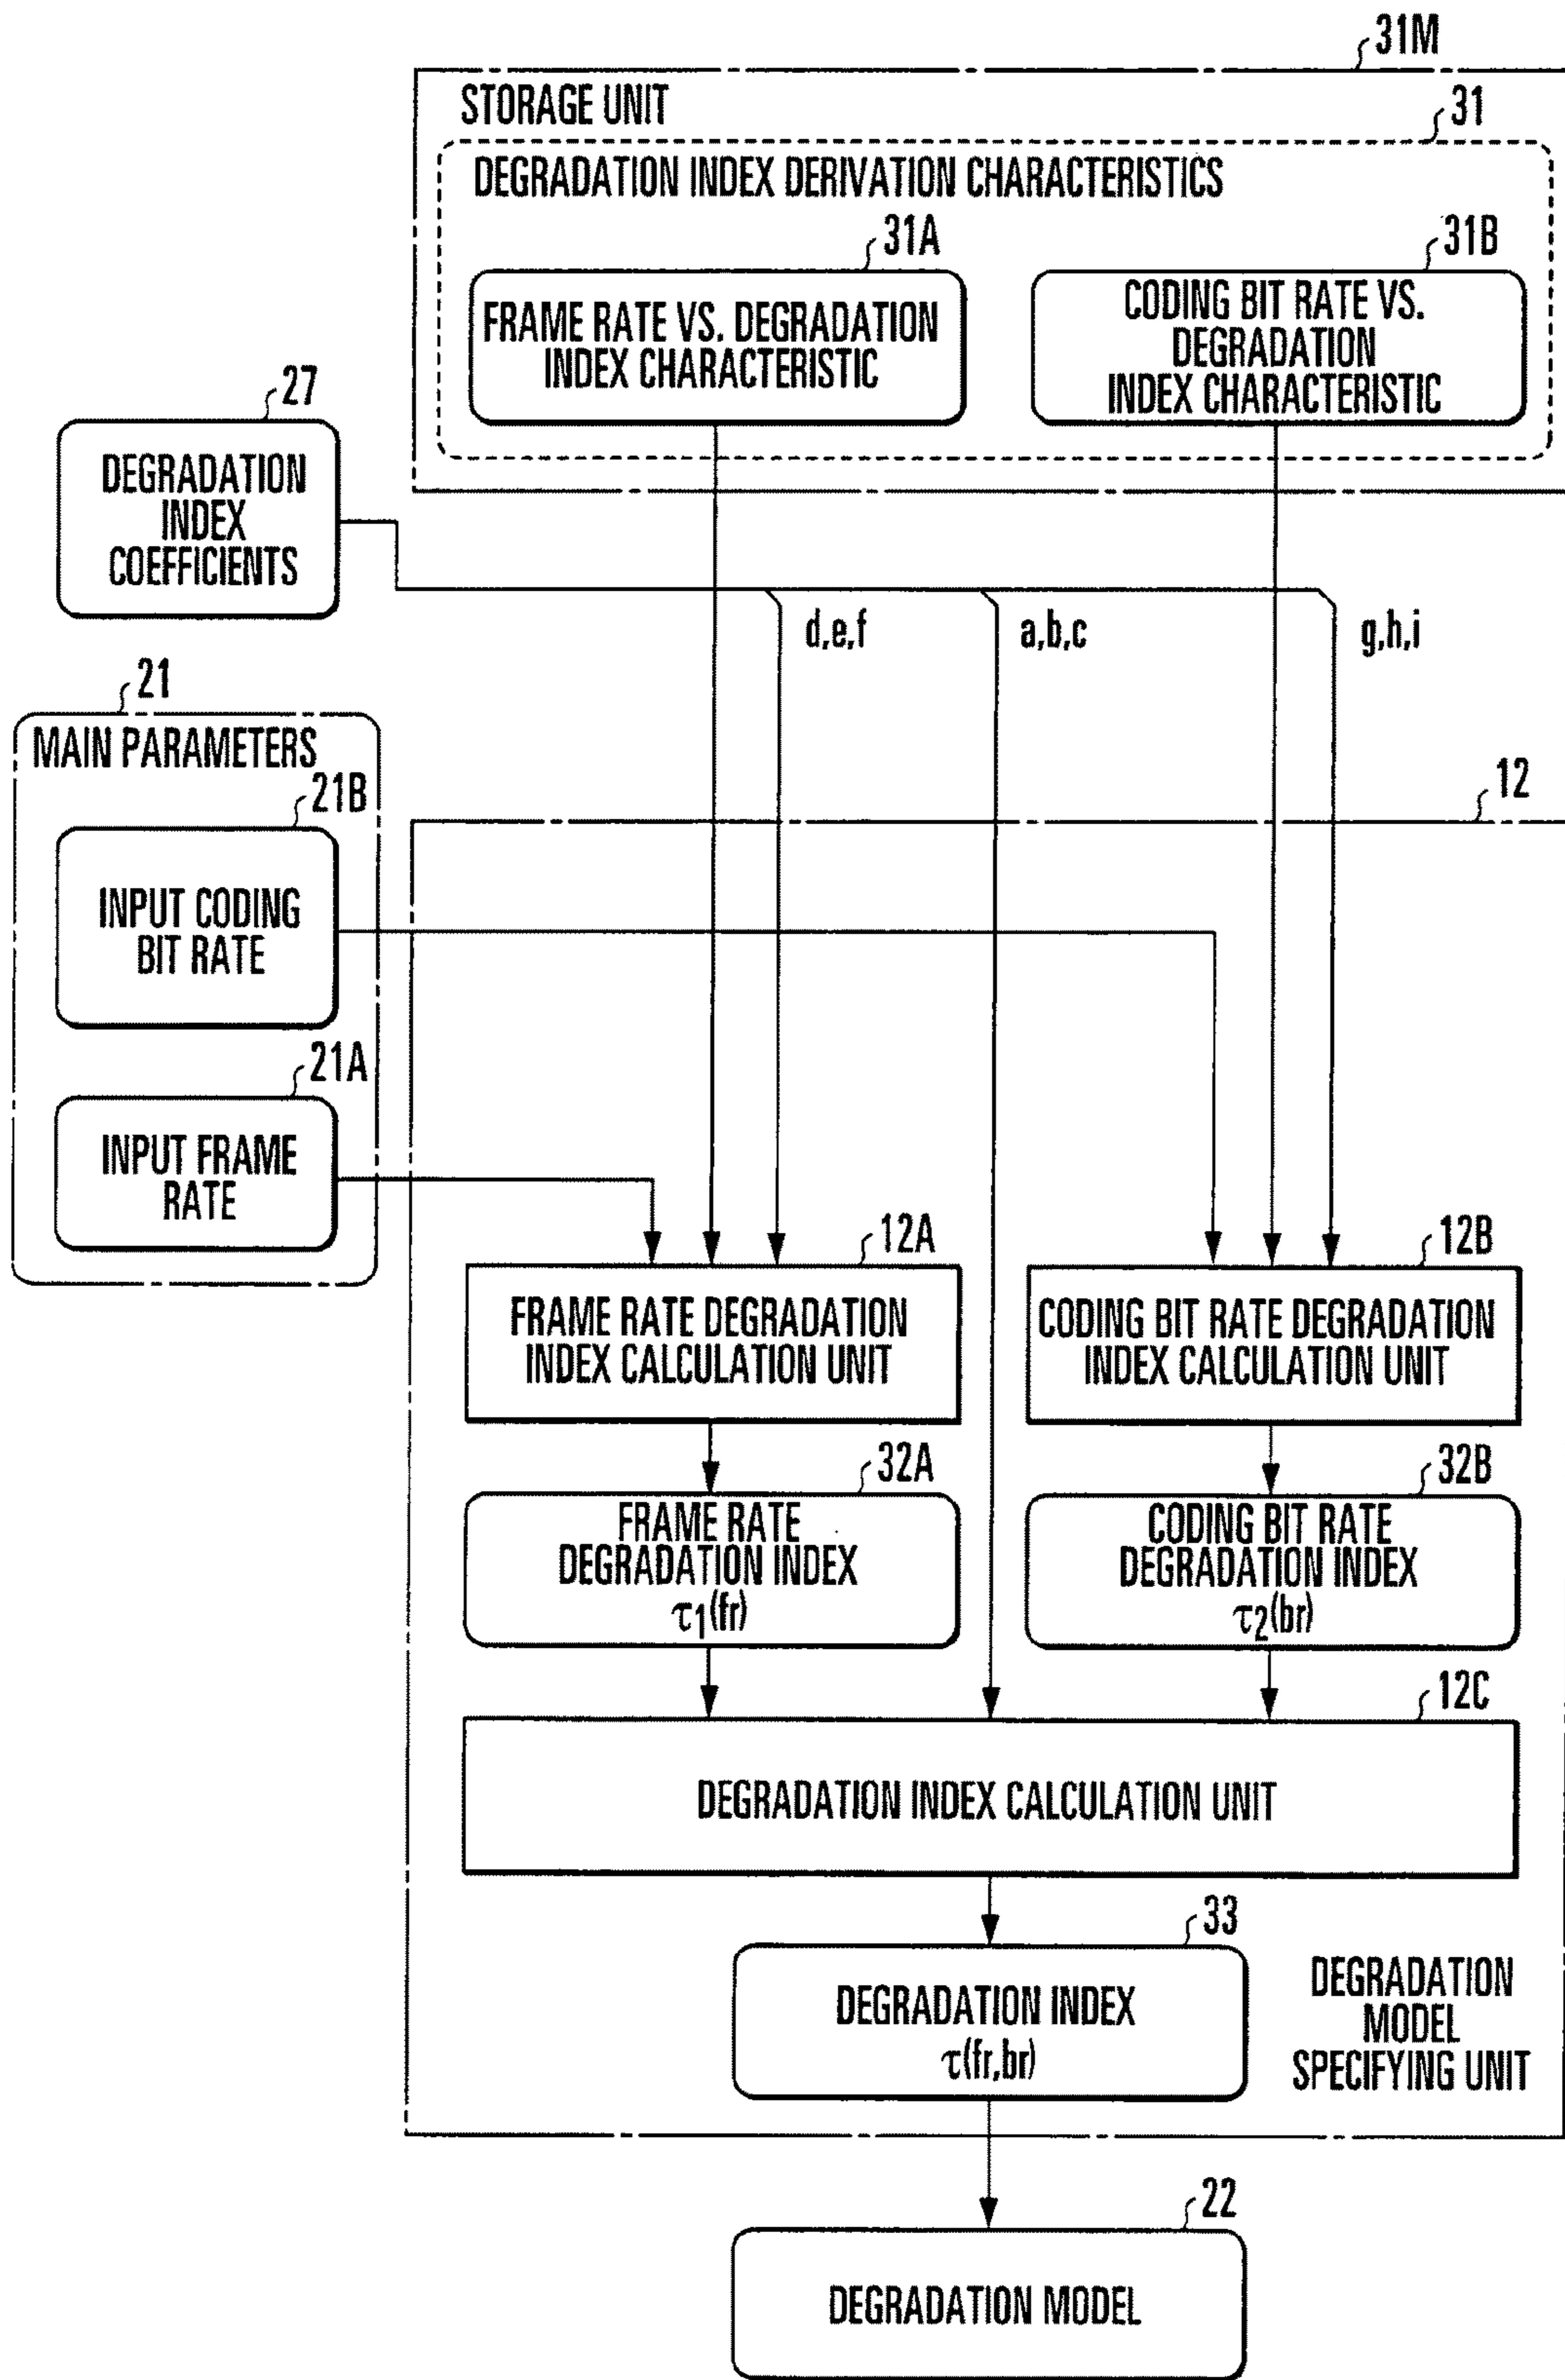 31M
STORAGE UNIT
31
DEGRADATION INDEX DERIVATION CHARACTERISTICS
31A
FRAME RATE VS. DEGRADATION
INDEX CHARACTERISTIC
31B
CODING BIT RATE VS.
DEGRADATION
INDEX CHARACTERISTIC
27
DEGRADATION
INDEX
COEFFICIENTS
d,e,f
a,b,c
g,h,i
21
MAIN PARAMETERS
21B
INPUT CODING
BIT RATE
21A
INPUT FRAME
RATE
12
12A
FRAME RATE DEGRADATION
INDEX CALCULATION UNIT
12B
CODING BIT RATE DEGRADATION
INDEX CALCULATION UNIT
32A
FRAME RATE
DEGRADATION INDEX
τ1(fr)
32B
CODING BIT RATE
DEGRADATION INDEX
τ2(br)
12C
DEGRADATION INDEX CALCULATION UNIT
33
DEGRADATION INDEX
τ(fr,br)
DEGRADATION
MODEL
SPECIFYING UNIT
22
DEGRADATION MODEL